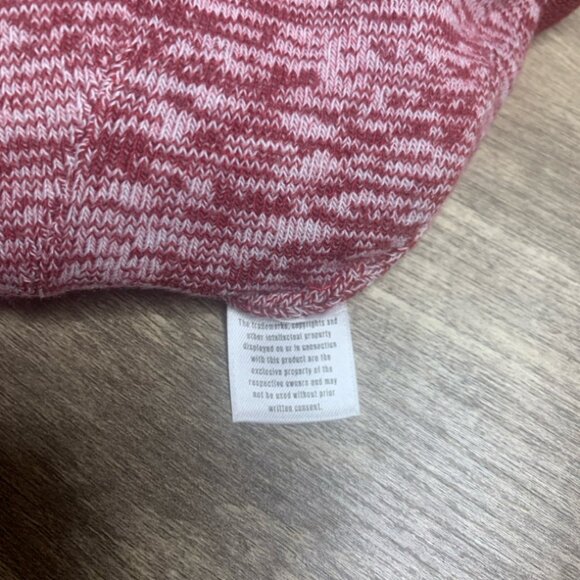 The trademarks, copyrights and
other intellectual property
displayed on or in connection
with this product are the
exclusive property of the
respective owners and may
not be used without prior
written consent.